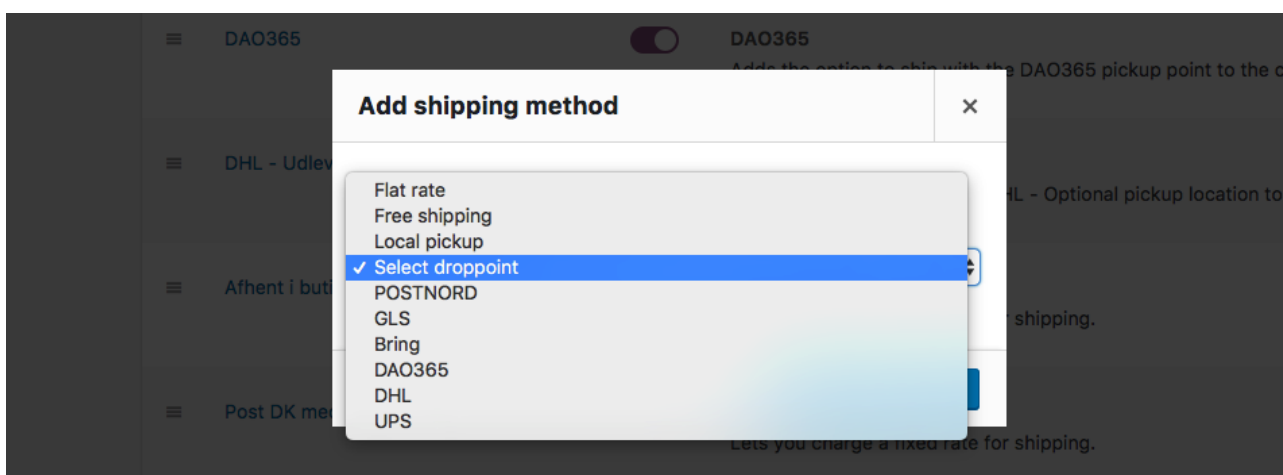 DAO365
DAO365
Adds the option to ship with the DAO365 pickup point to the
Add shipping method
×
DHL - Udlev
- Optional pickup location to
Flat rate
Free shipping
Local pickup
✓ Select droppoint
POSTNORD
GLS
Bring
DAO365
DHL
UPS
Afhent i buti
shipping.
Post DK med
Lets you charge a fixed rate for shipping.